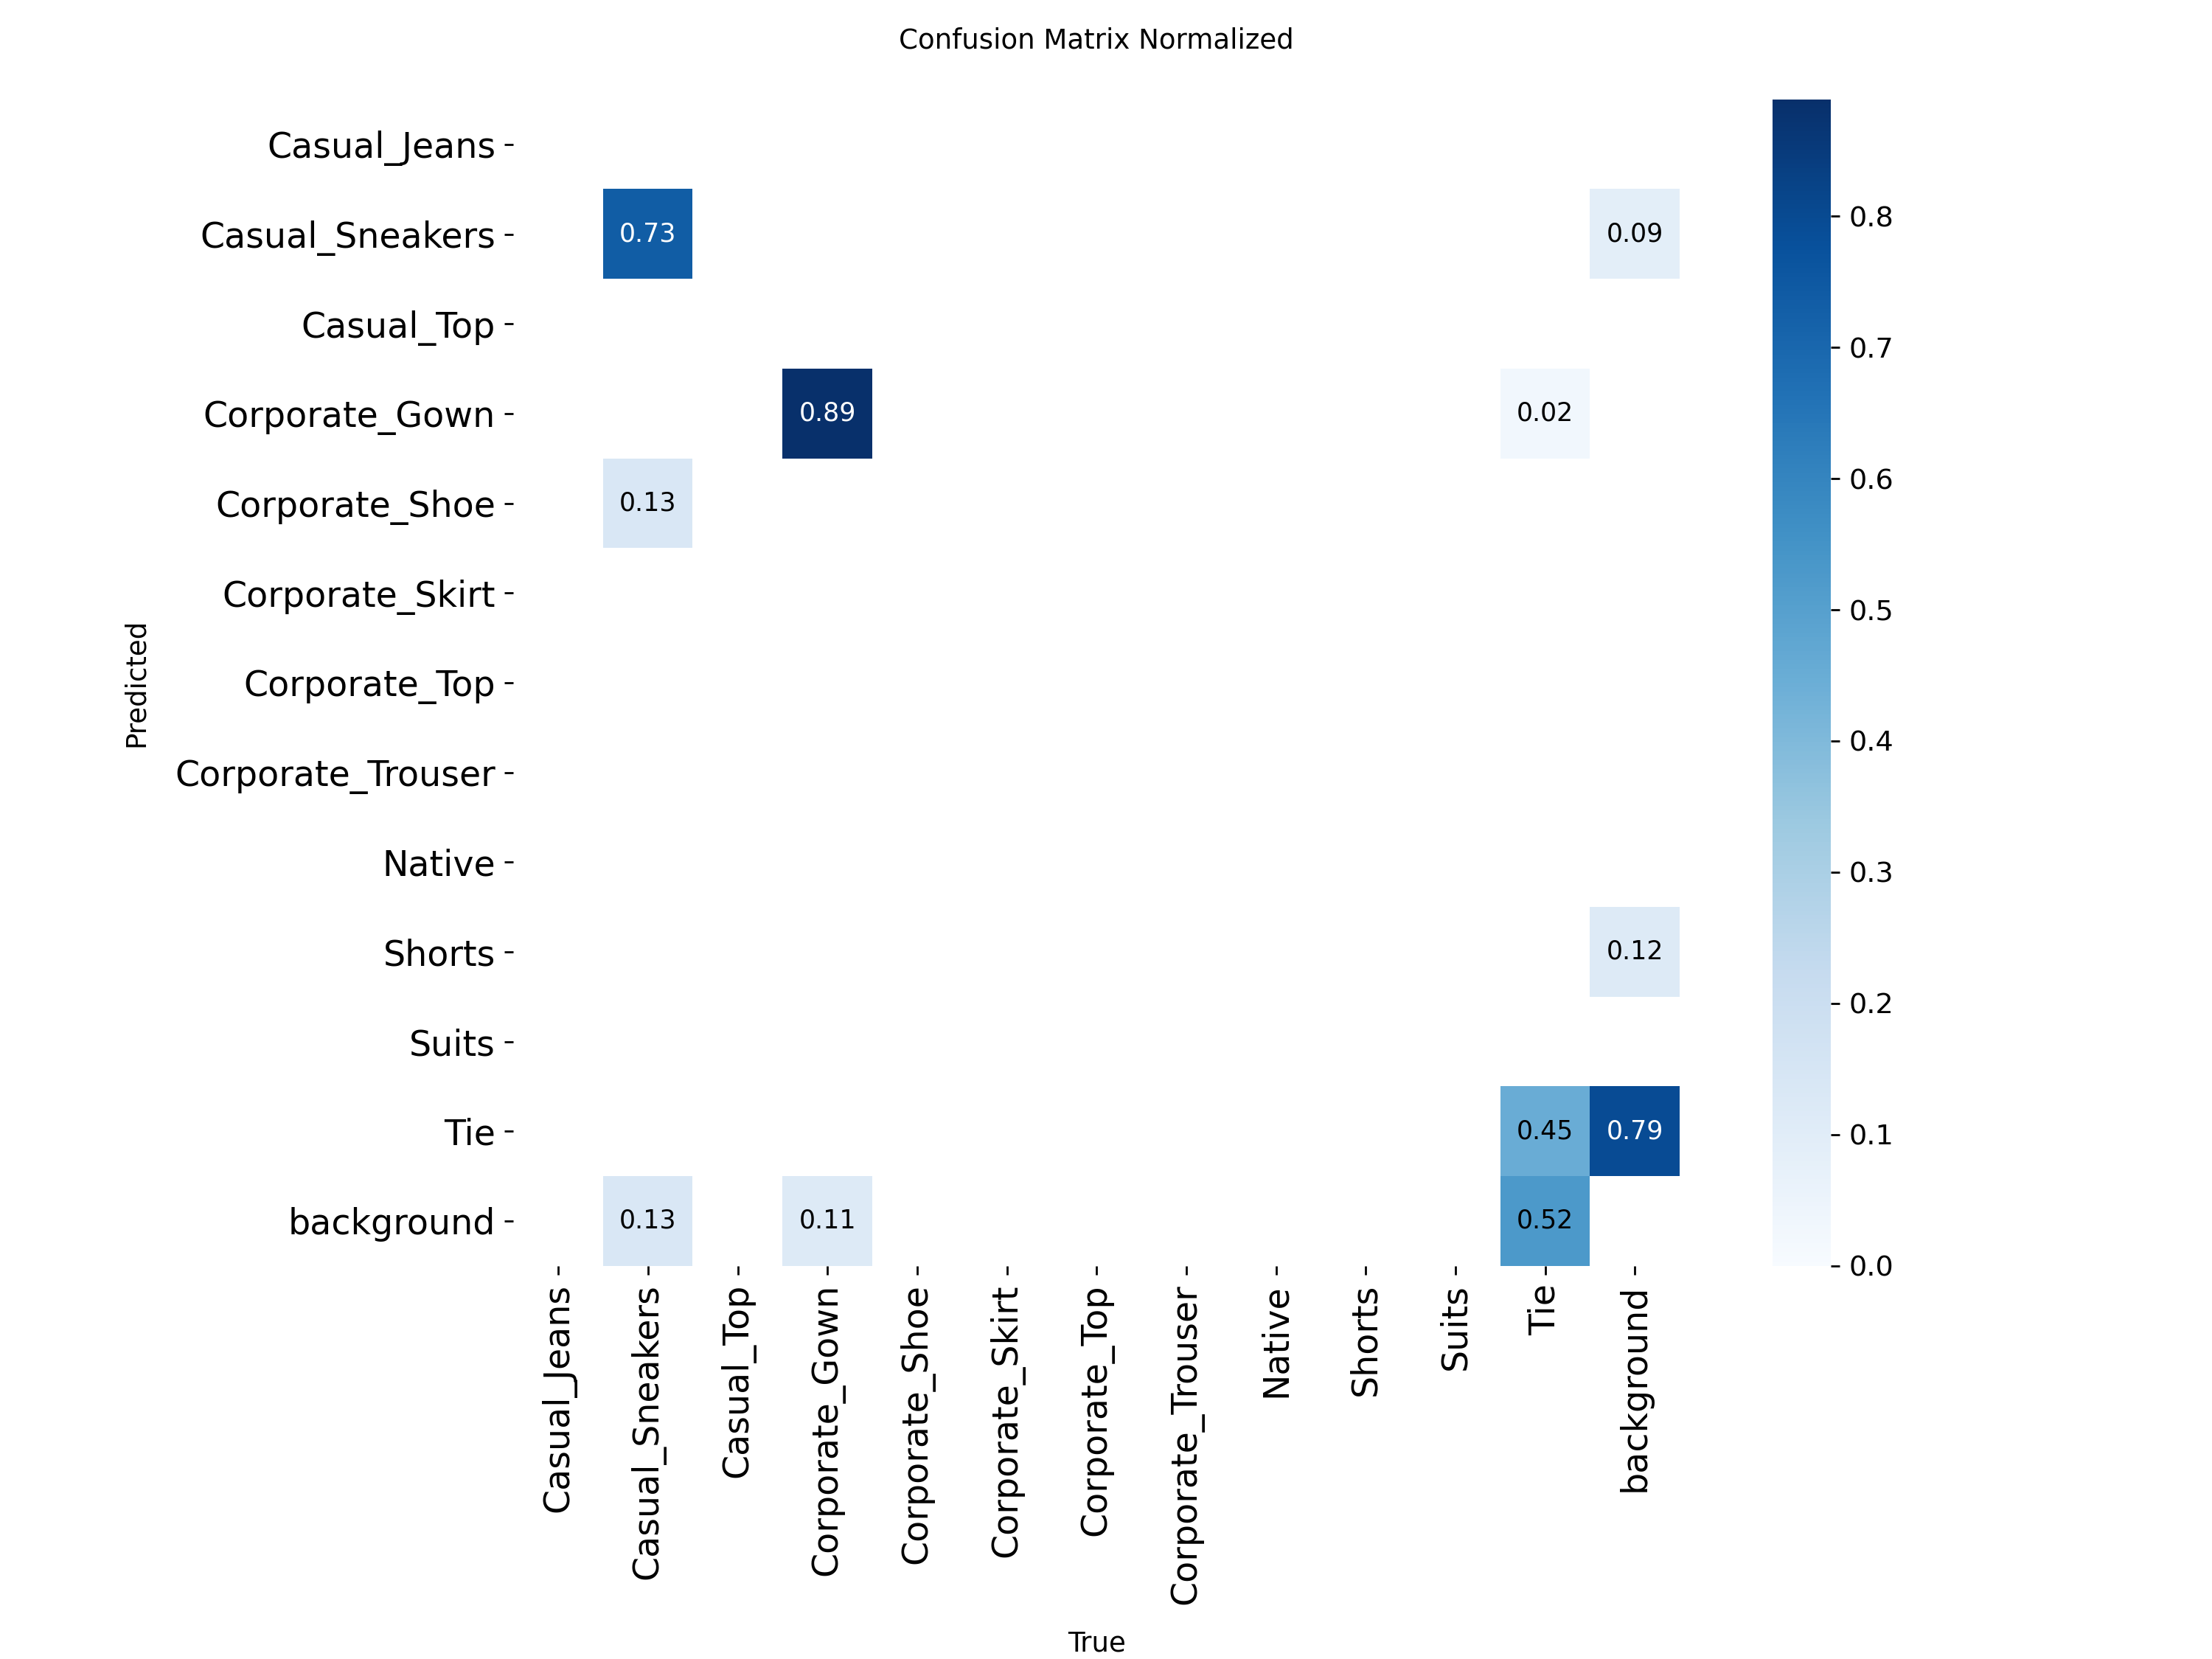 Confusion Matrix Normalized
Casual_Jeans
Casual_Sneakers
Casual_Top
Corporate_Gown
Corporate_Shoe
Corporate_Skirt
Corporate_Top
Corporate_Trouser
Native
Shorts
Suits
Tie
background
Predicted
0.73
0.09
0.89
0.02
0.13
0.12
0.45
0.79
0.13
0.11
0.52
Casual_Jeans
Casual_Sneakers
Casual_Top
Corporate_Gown
Corporate_Shoe
Corporate_Skirt
Corporate_Top
Corporate_Trouser
Native
Shorts
Suits
Tie
background
True
0.8
0.7
0.6
0.5
0.4
0.3
0.2
0.1
0.0